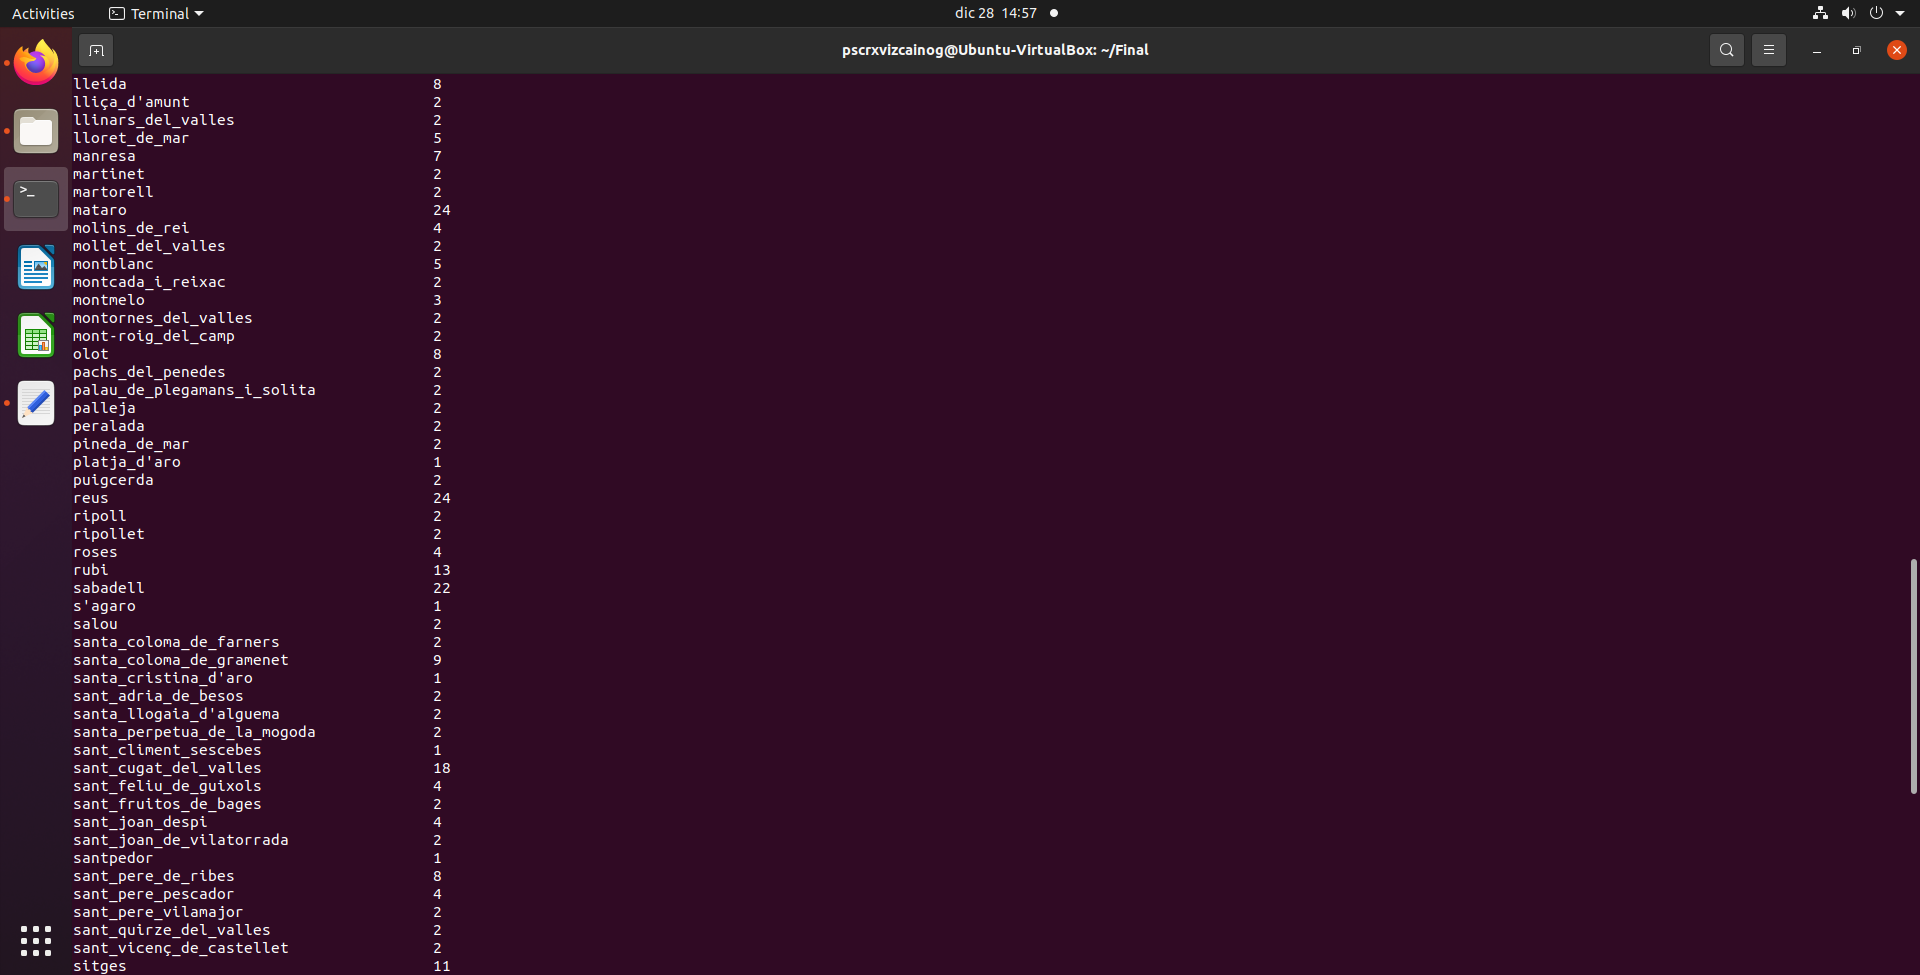 Activities Terminal dic 28 14:57
pscrxvizcainog@Ubuntu-VirtualBox: ~/Final
lleida 8
lliça_d'amunt 2
llinars_del_valles 2
lloret_de_mar 5
manresa 7
martinet 2
martorell 2
mataro 24
molins_de_rei 4
mollet_del_valles 2
montblanc 5
montcada_i_reixac 2
montmelo 3
montornes_del_valles 2
mont-roig_del_camp 2
olot 8
pachs_del_penedes 2
palau_de_plegamans_i_solita 2
palleja 2
peralada 2
pineda_de_mar 2
platja_d'aro 1
puigcerda 2
reus 24
ripoll 2
ripollet 2
roses 4
rubi 13
sabadell 22
s'agaro 1
salou 2
santa_coloma_de_farners 2
santa_coloma_de_gramenet 9
santa_cristina_d'aro 1
sant_adria_de_besos 2
santa_llogaia_d'alguema 2
santa_perpetua_de_la_mogoda 2
sant_climent_sescebes 1
sant_cugat_del_valles 18
sant_feliu_de_guixols 4
sant_fruitos_de_bages 2
sant_joan_despi 4
sant_joan_de_vilatorrada 2
santpedor 1
sant_pere_de_ribes 8
sant_pere_pescador 4
sant_pere_vilamajor 2
sant_quirze_del_valles 2
sant_vicenç_de_castellet 2
sitges 11